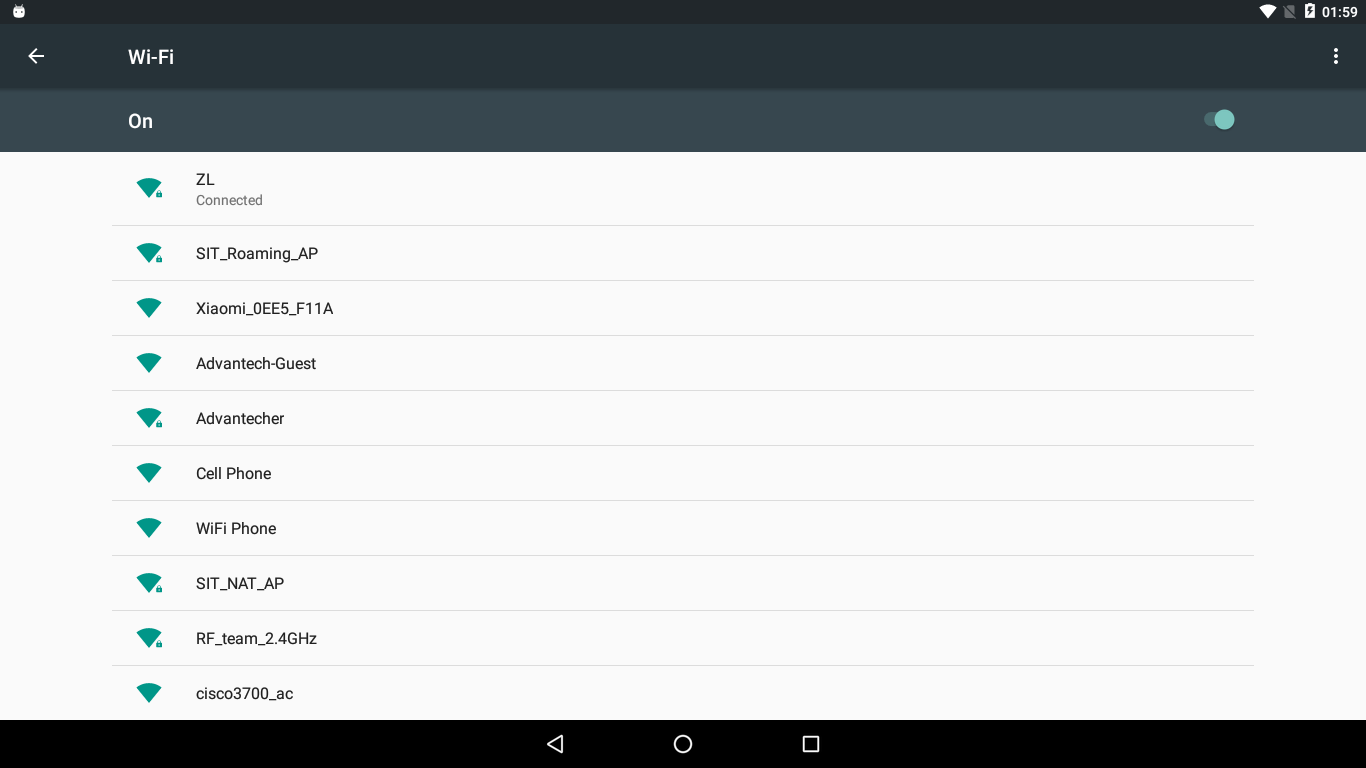 01:59
Wi-Fi
On
ZL
Connected
SIT_Roaming_AP
Xiaomi_0EE5_F11A
Advantech-Guest
Advantecher
Cell Phone
WiFi Phone
SIT_NAT_AP
RF_team_2.4GHz
cisco3700_ac